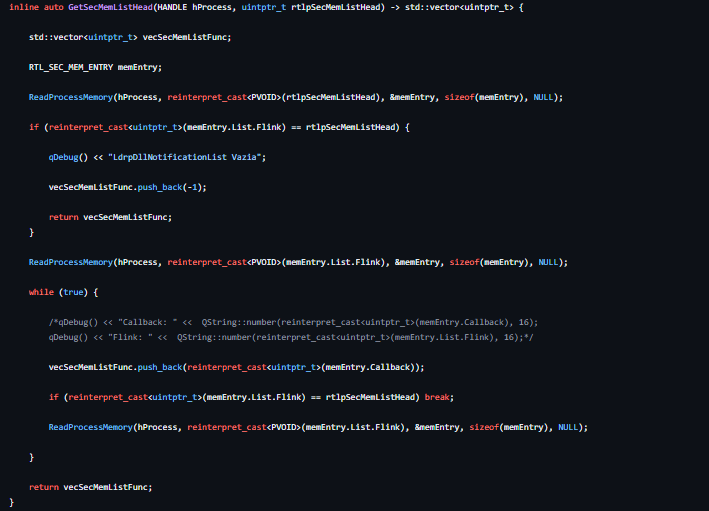 inline auto GetSecMemListHead(HANDLE hProcess, uintptr_t rtlpSecMemListHead) -> std::vector<uintptr_t> {
std::vector<uintptr_t> vecSecMemListFunc;
RTL_SEC_MEM_ENTRY memEntry;
ReadProcessMemory(hProcess, reinterpret_cast<PVOID>(rtlpSecMemListHead), &memEntry, sizeof(memEntry), NULL);
if (reinterpret_cast<uintptr_t>(memEntry.List.Flink) == rtlpSecMemListHead) {
qDebug() << "LdrpDllNotificationList Vazia";
vecSecMemListFunc.push_back(-1);
return vecSecMemListFunc;
}
ReadProcessMemory(hProcess, reinterpret_cast<PVOID>(memEntry.List.Flink), &memEntry, sizeof(memEntry), NULL);
while (true) {
/*qDebug() << "Callback: " <<  QString::number(reinterpret_cast<uintptr_t>(memEntry.Callback), 16);
qDebug() << "Flink: " <<  QString::number(reinterpret_cast<uintptr_t>(memEntry.List.Flink), 16);*/
vecSecMemListFunc.push_back(reinterpret_cast<uintptr_t>(memEntry.Callback));
if (reinterpret_cast<uintptr_t>(memEntry.List.Flink) == rtlpSecMemListHead) break;
ReadProcessMemory(hProcess, reinterpret_cast<PVOID>(memEntry.List.Flink), &memEntry, sizeof(memEntry), NULL);
}
return vecSecMemListFunc;
}